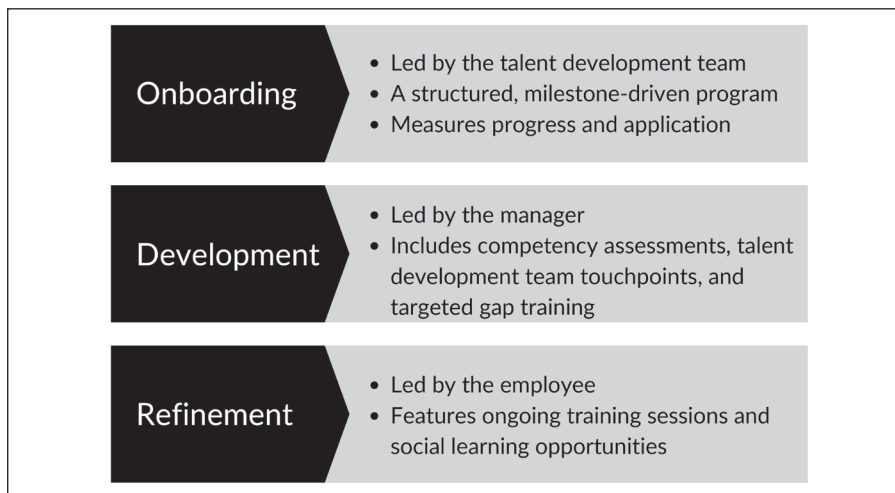 Onboarding
• Led by the talent development team
• A structured, milestone-driven program
• Measures progress and application
Development
• Led by the manager
• Includes competency assessments, talent
development team touchpoints, and
targeted gap training
Refinement
• Led by the employee
• Features ongoing training sessions and
social learning opportunities